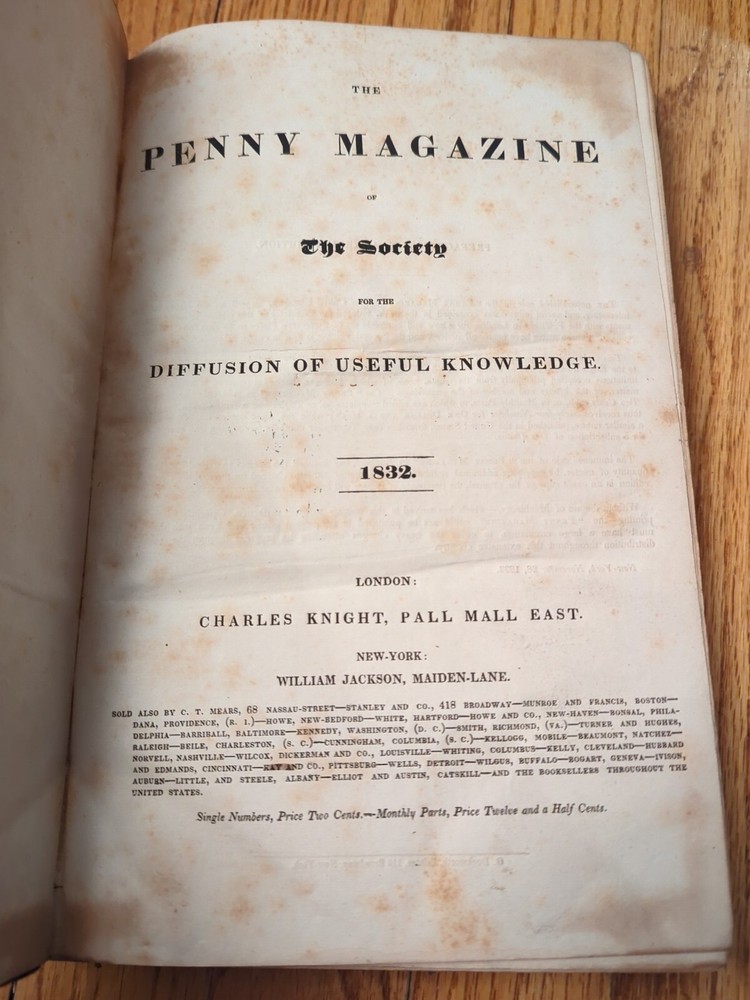 THE
PENNY MAGAZINE
OF
The Society
FOR THE
DIFFUSION OF USEFUL KNOWLEDGE.
1832.
LONDON:
CHARLES KNIGHT, PALL MALL EAST.
NEW-YORK:
WILLIAM JACKSON, MAIDEN-LANE.
SOLD ALSO BY C. T. MEARS, 68 NASSAU-STREET—STANLEY AND CO., 418 BROADWAY—MUNROE AND FRANCIS, BOSTON—
DANA, PROVIDENCE, (R. I.)—HOWE, NEW-BEDFORD—WHITE, HARTFORD—HOWE AND CO., NEW-HAVEN—BONSAL, PHILA-
DELPHIA—BARRIBALL, BALTIMORE—KENNEDY, WASHINGTON, (D. C.)—SMITH, RICHMOND, (VA.)—TURNER AND HUGHES,
RALEIGH—BEILE, CHARLESTON, (S. C.)—CUNNINGHAM, COLUMBIA, (S. C.)—KELLOGG, MOBILE—BEAUMONT, NATCHEZ—
NORVELL, NASHVILLE—WILCOX, DICKERMAN AND CO., LOUISVILLE—WHITING, COLUMBUS—KELLY, CLEVELAND—HUBBARD
AND EDMANDS, CINCINNATI—KAY AND CO., PITTSBURG—WELLS, DETROIT—WILGUS, BUFFALO—BOGART, GENEVA—IVISON,
AUBURN—LITTLE, AND STEELE, ALBANY—ELLIOT AND AUSTIN, CATSKILL—AND THE BOOKSELLERS THROUGHOUT THE
UNITED STATES.
Single Numbers, Price Two Cents.—Monthly Parts, Price Twelve and a Half Cents.